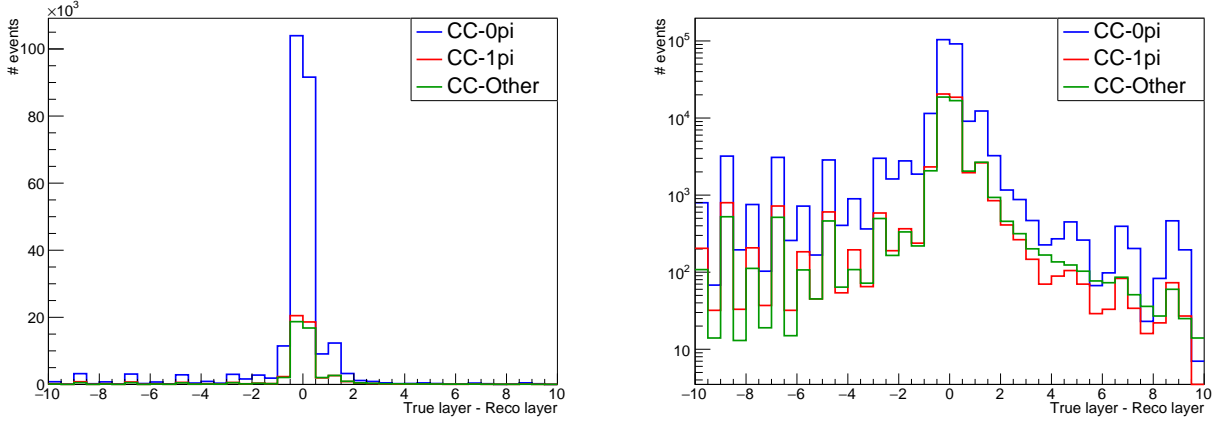 ×10³
# events
100
80
60
40
20
0
−10 −8 −6 −4 −2 0 2 4 6 8 10
True layer - Reco layer
CC-0pi
CC-1pi
CC-Other
# events
10⁵
10⁴
10³
10²
10
−10 −8 −6 −4 −2 0 2 4 6 8 10
True layer - Reco layer
CC-0pi
CC-1pi
CC-Other